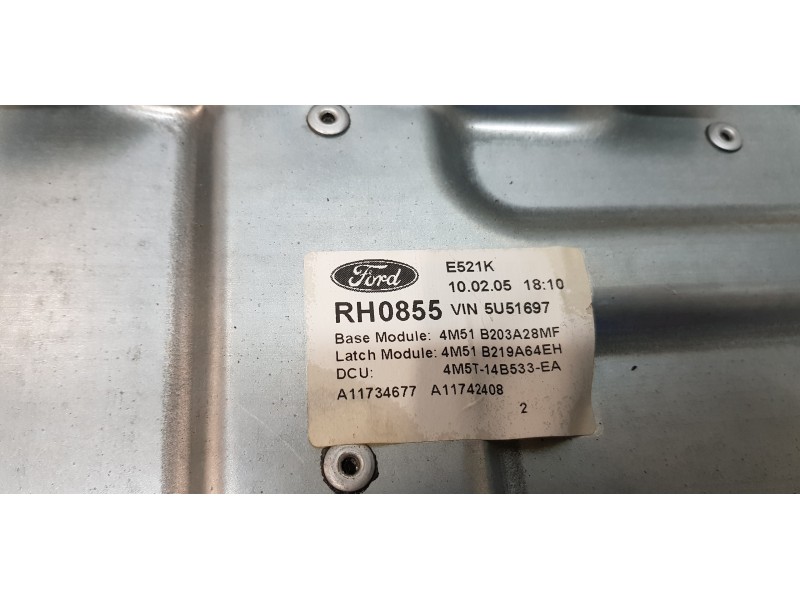 Ford
E521K
10.02.05 18:10
RH0855 VIN 5U51697
Base Module: 4M51 B203A28MF
Latch Module: 4M51 B219A64EH
DCU: 4M5T-14B533-EA
A11734677 A11742408
2